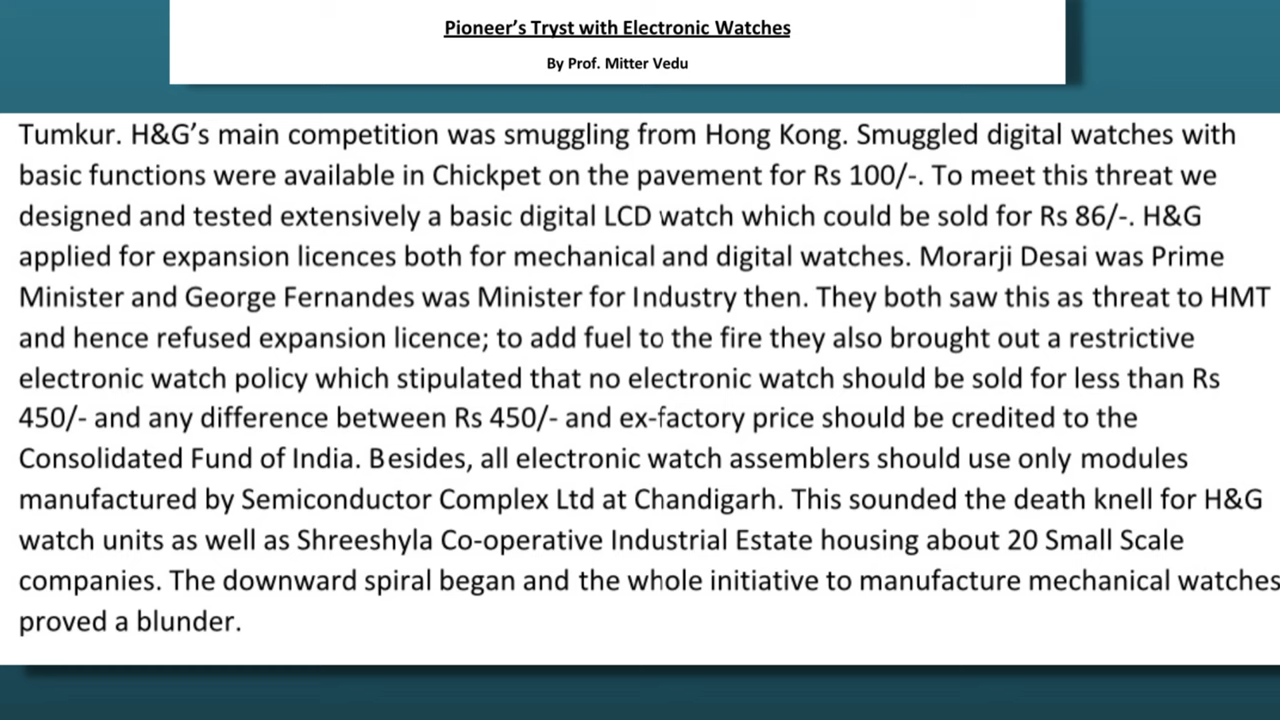 Pioneer's Tryst with Electronic Watches
By Prof. Mitter Vedu
Tumkur. H&G's main competition was smuggling from Hong Kong. Smuggled digital watches with
basic functions were available in Chickpet on the pavement for Rs 100/-. To meet this threat we
designed and tested extensively a basic digital LCD watch which could be sold for Rs 86/-. H&G
applied for expansion licences both for mechanical and digital watches. Morarji Desai was Prime
Minister and George Fernandes was Minister for Industry then. They both saw this as threat to HMT
and hence refused expansion licence; to add fuel to the fire they also brought out a restrictive
electronic watch policy which stipulated that no electronic watch should be sold for less than Rs
450/- and any difference between Rs 450/- and ex-factory price should be credited to the
Consolidated Fund of India. Besides, all electronic watch assemblers should use only modules
manufactured by Semiconductor Complex Ltd at Chandigarh. This sounded the death knell for H&G
watch units as well as Shreeshyla Co-operative Industrial Estate housing about 20 Small Scale
companies. The downward spiral began and the whole initiative to manufacture mechanical watches
proved a blunder.